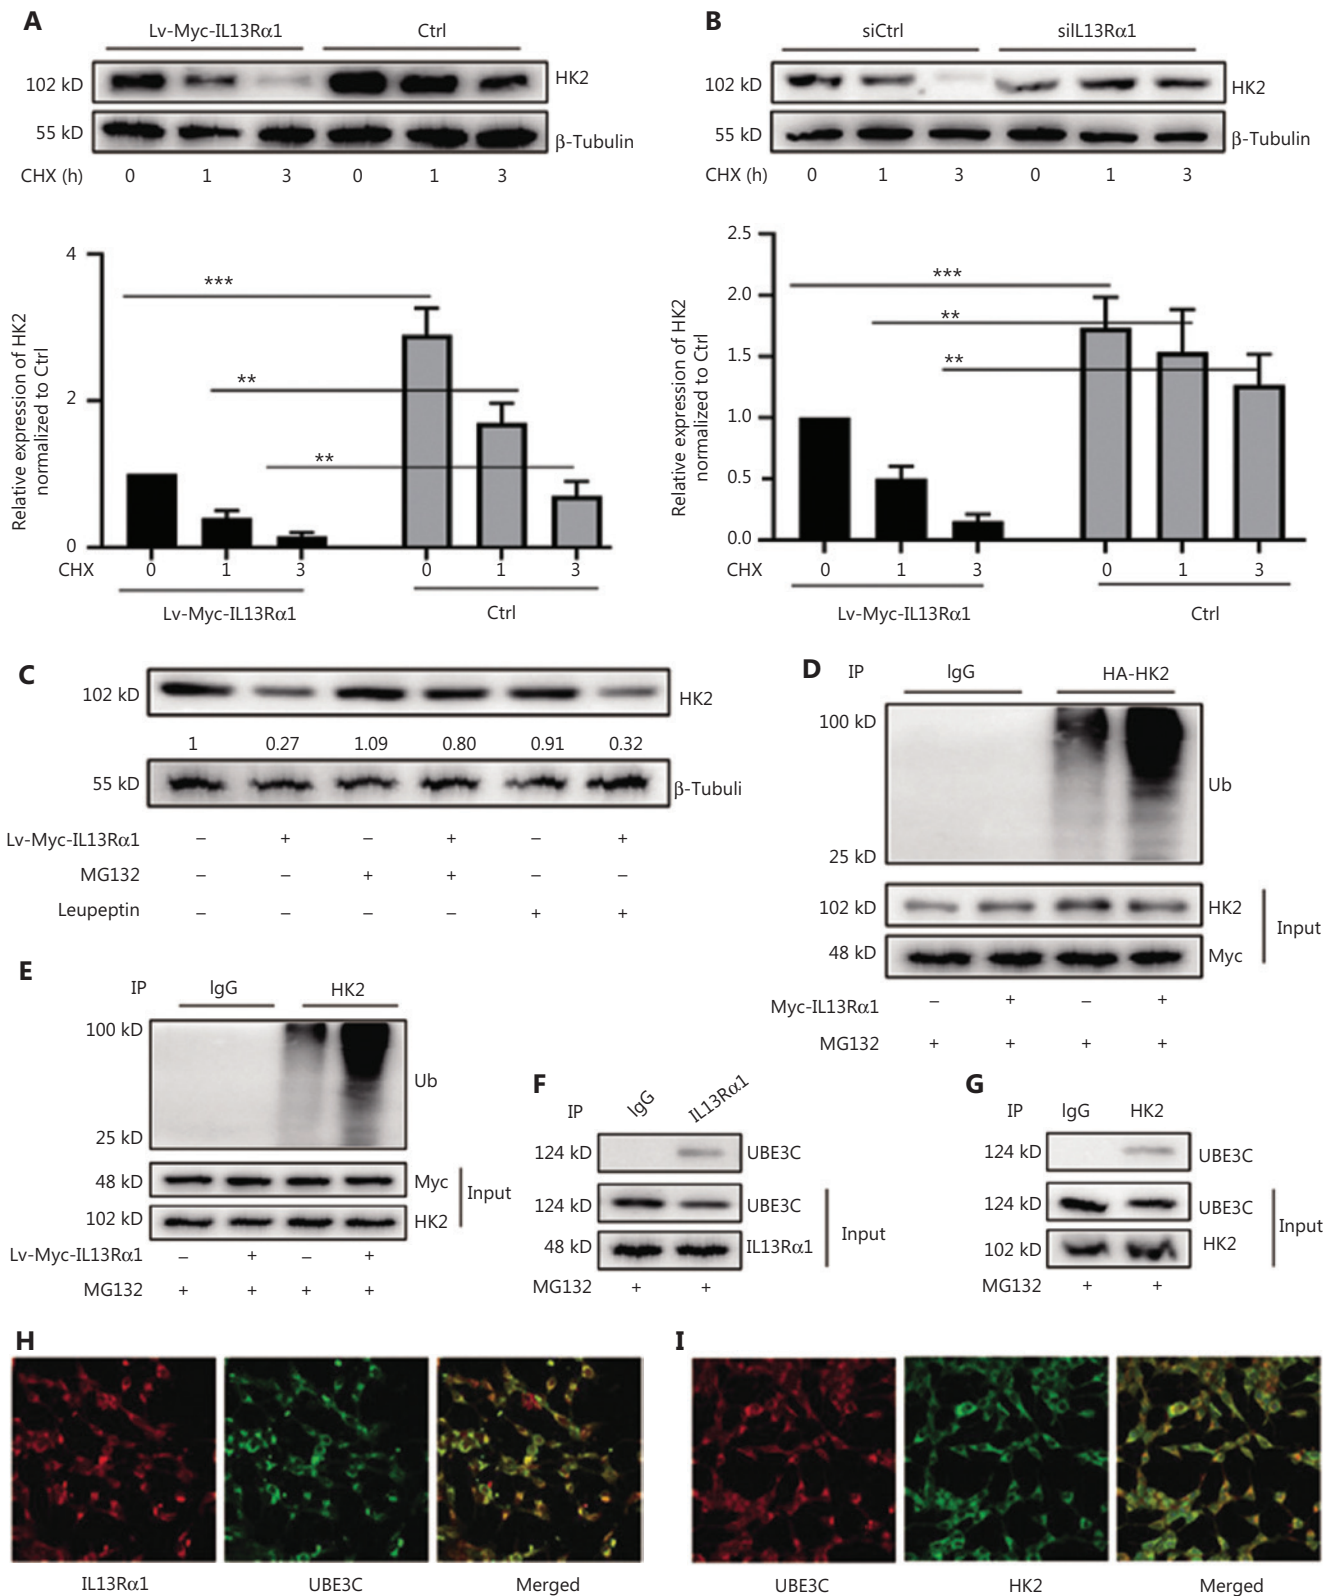 A
Lv-Myc-IL13Rα1 Ctrl
102 kD HK2
55 kD β-Tubulin
CHX (h) 0 1 3 0 1 3
4
2
0
Relative expression of HK2
normalized to Ctrl
***
**
**
CHX 0 1 3 0 1 3
Lv-Myc-IL13Rα1 Ctrl
B
siCtrl siIL13Rα1
102 kD HK2
55 kD β-Tubulin
CHX (h) 0 1 3 0 1 3
2.5
2.0
1.5
1.0
0.5
0.0
Relative expression of HK2
normalized to Ctrl
***
**
**
CHX 0 1 3 0 1 3
Lv-Myc-IL13Rα1 Ctrl
C
102 kD HK2
1 0.27 1.09 0.80 0.91 0.32
55 kD β-Tubuli
Lv-Myc-IL13Rα1 – + – + – +
MG132 – – + + – –
Leupeptin – – – – + +
D
IP IgG HA-HK2
100 kD
Ub
25 kD
102 kD HK2
Input
48 kD Myc
Myc-IL13Rα1 – + – +
MG132 + + + +
E
IP IgG HK2
100 kD
Ub
25 kD
48 kD Myc
Input
102 kD HK2
Lv-Myc-IL13Rα1 – + – +
MG132 + + + +
F
IP IgG IL13Rα1
124 kD UBE3C
124 kD UBE3C
Input
48 kD IL13Rα1
MG132 + +
G
IP IgG HK2
124 kD UBE3C
124 kD UBE3C
Input
102 kD HK2
MG132 + +
H
IL13Rα1 UBE3C Merged
I
UBE3C HK2 Merged